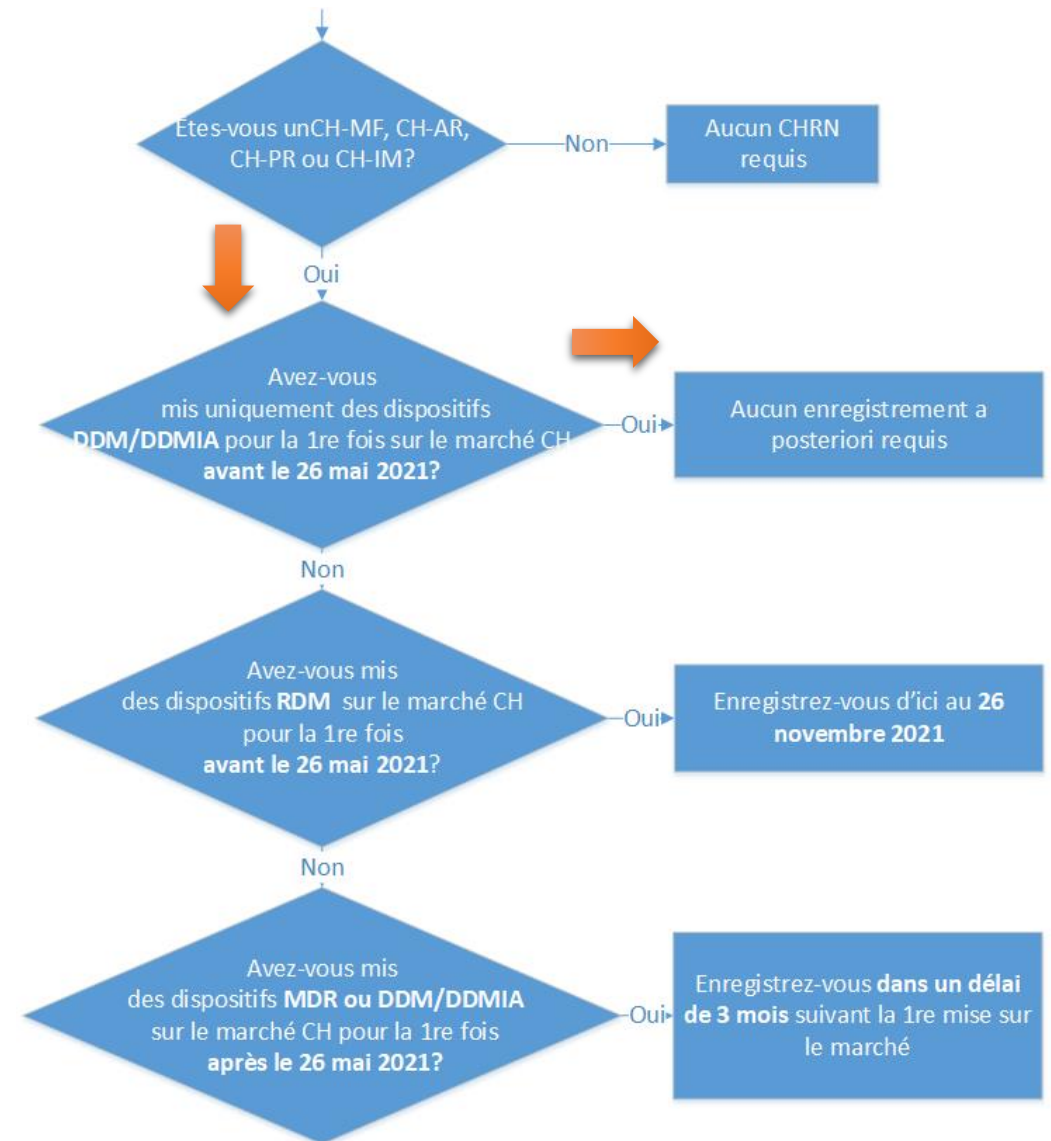 Etes-vous unCH-MF, CH-AR,
CH-PR ou CH-IM?
Non
Aucun CHRN
requis
Oui
Avez-vous
mis uniquement des dispositifs
DDM/DDMIA pour la 1re fois sur le marché CH
avant le 26 mai 2021?
Oui
Aucun enregistrement a
posteriori requis
Non
Avez-vous mis
des dispositifs RDM sur le marché CH
pour la 1re fois
avant le 26 mai 2021?
Oui
Enregistrez-vous d’ici au 26
novembre 2021
Non
Avez-vous mis
des dispositifs MDR ou DDM/DDMIA
sur le marché CH pour la 1re fois
après le 26 mai 2021?
Oui
Enregistrez-vous dans un délai
de 3 mois suivant la 1re mise sur
le marché